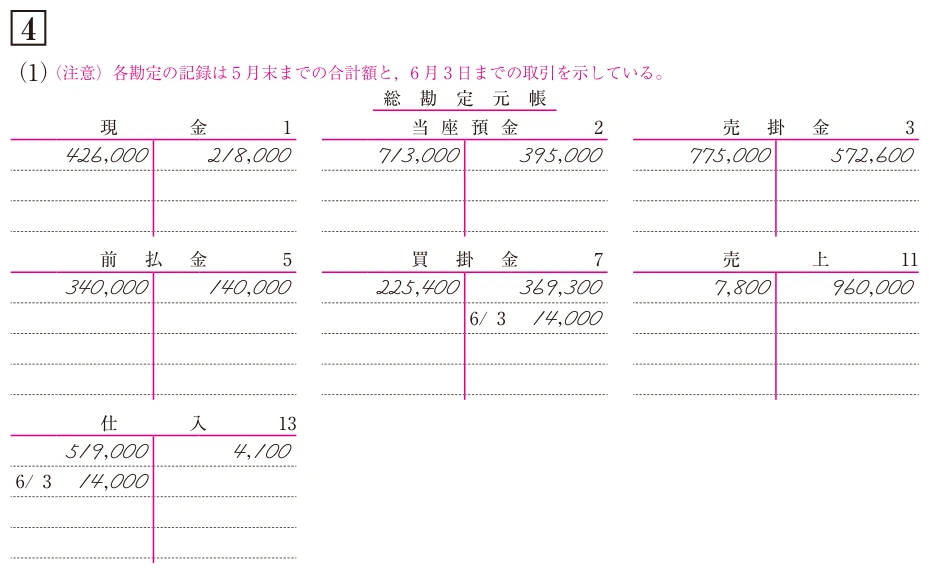 4
(1)(注意) 各勘定の記録は5月末までの合計額と，6月3日までの取引を示している。
総勘定元帳
現金 1 当座預金 2 売掛金 3
426,000 218,000 713,000 395,000 775,000 572,600
前払金 5 買掛金 7 売上 11
340,000 140,000 225,400 369,300 7,800 960,000
6/ 3 14,000
仕入 13
519,000 4,100
6/ 3 14,000